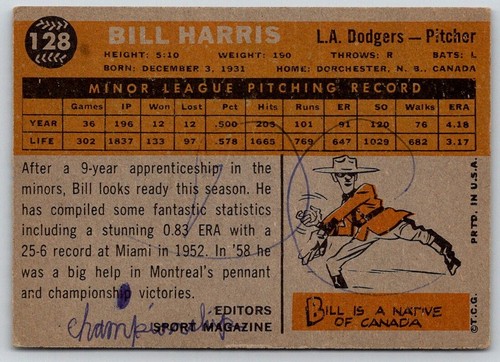 128
BILL HARRIS
L.A. Dodgers — Pitcher
HEIGHT: 5:10 WEIGHT: 190 THROWS: R BATS: L
BORN: DECEMBER 3, 1931 HOME: DORCHESTER, N. B., CANADA
MINOR LEAGUE PITCHING RECORD
Games IP Won Lost Pct Hits Runs ER SO Walks ERA
YEAR 36 196 12 12 .500 203 101 91 120 76 4.18
LIFE 302 1837 133 97 .578 1665 769 647 1029 682 3.17
After a 9-year apprenticeship in the
minors, Bill looks ready this season. He
has compiled some fantastic statistics
including a stunning 0.83 ERA with a
25-6 record at Miami in 1952. In '58 he
was a big help in Montreal's pennant
and championship victories.
EDITORS
SPORT MAGAZINE
championship
BILL IS A NATIVE
OF CANADA
PRTD. IN U.S.A.
©T.C.G.